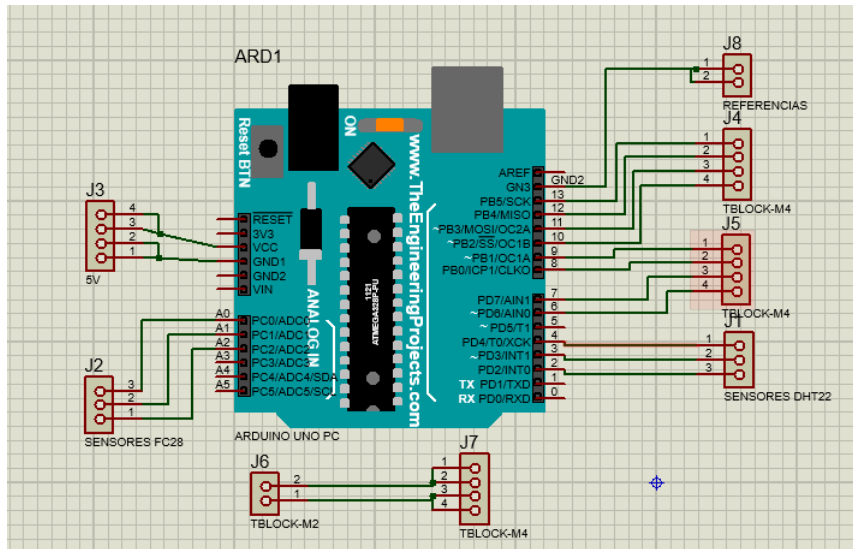 ARD1
J8
1
2
REFERENCIAS
J4
1
2
3
4
TBLOCK-M4
J5
1
2
3
4
TBLOCK-M4
J1
1
2
3
SENSORES DHT22
J3
4
3
2
1
5V
J2
3
2
1
SENSORES FC28
Reset BTN
ON
www.TheEngineeringProjects.com
ANALOG IN
ATMEGA328P-PU
1121
RESET
3V3
VCC
GND1
GND2
VIN
A0 PC0/ADC0
A1 PC1/ADC1
A2 PC2/ADC2
A3 PC3/ADC3
A4 PC4/ADC4/SDA
A5 PC5/ADC5/SCL
AREF
GN3 GND2
PB5/SCK 13
PB4/MISO 12
~PB3/MOSI/OC2A 11
~PB2/SS/OC1B 10
~PB1/OC1A 9
PB0/ICP1/CLKO 8
PD7/AIN1 7
~PD6/AIN0 6
~PD5/T1 5
PD4/T0/XCK 4
~PD3/INT1 3
PD2/INT0 2
TX PD1/TXD 1
RX PD0/RXD 0
ARDUINO UNO PC
J6
2
1
TBLOCK-M2
J7
1
2
3
4
TBLOCK-M4